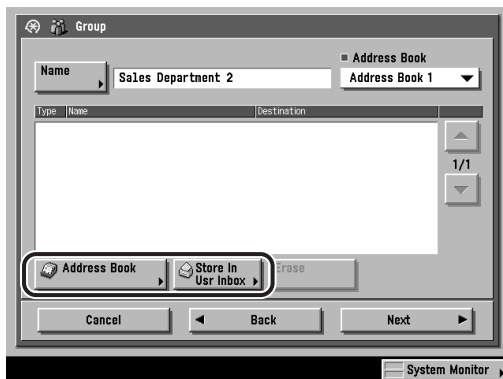 Group
Address Book
Name
Sales Department 2
Address Book 1
Type Name Destination
1/1
Address Book
Store In
Usr Inbox
Erase
Cancel
Back
Next
System Monitor